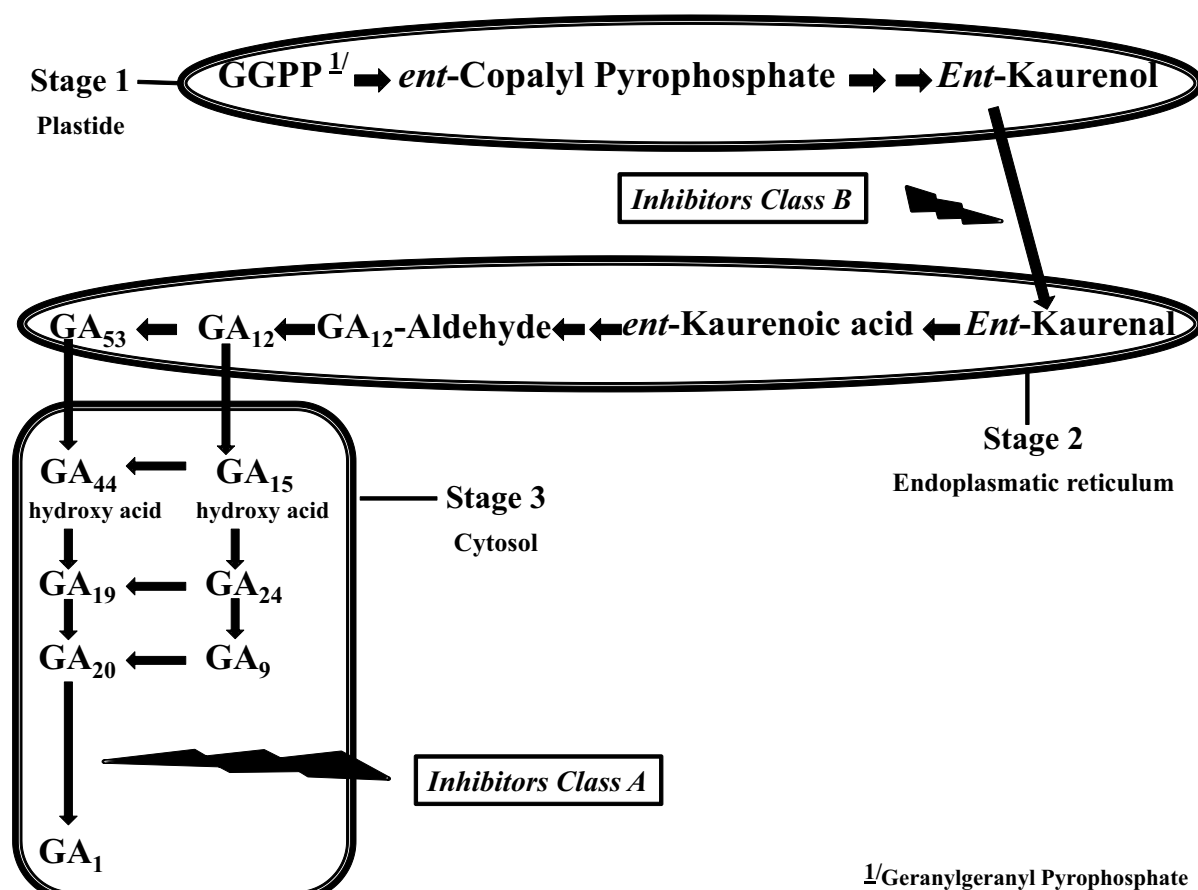 GGPP 1/ ent-Copalyl Pyrophosphate Ent-Kaurenol
Stage 1
Plastide
Inhibitors Class B
GA53 GA12 GA12-Aldehyde ent-Kaurenoic acid Ent-Kaurenal
Stage 2
Endoplasmatic reticulum
GA44 GA15
hydroxy acid hydroxy acid
Stage 3
Cytosol
GA19 GA24
GA20 GA9
Inhibitors Class A
GA1
1/Geranylgeranyl Pyrophosphate